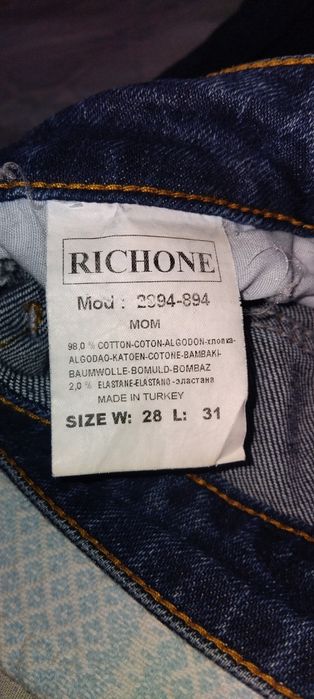 RICHONE
Mod : 2994-894
MOM
98,0 % COTTON-COTON-ALGODON-хлопка-
ALGODAO-KATOEN-COTONE-BAMBAKI-
BAUMWOLLE-BOMULD-BOMBAZ
2,0 % ELASTANE-ELASTANO-эластана
MADE IN TURKEY
SIZE W: 28 L: 31